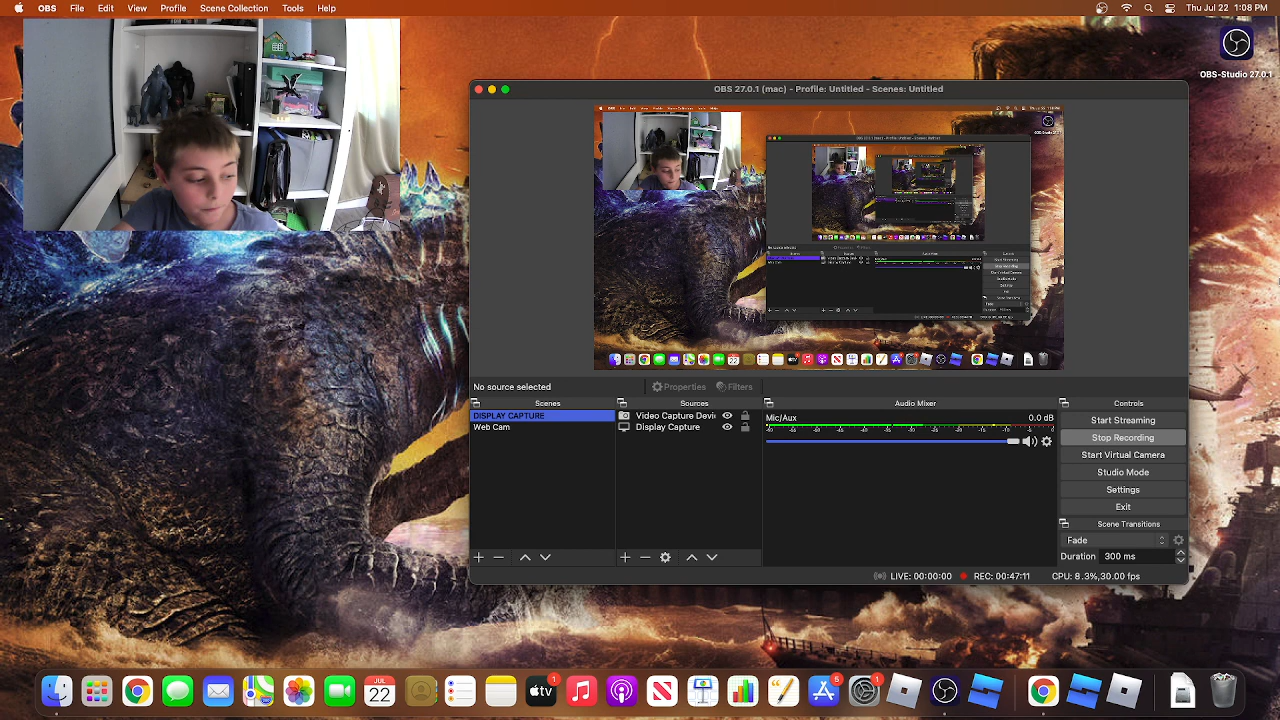 OBS File Edit View Profile Scene Collection Tools Help Thu Jul 22 1:08 PM
OBS-Studio 27.0.1
OBS 27.0.1 (mac) - Profile: Untitled - Scenes: Untitled
No source selected Properties Filters
Scenes Sources Audio Mixer Controls
DISPLAY CAPTURE
Web Cam
Video Capture Devi
Display Capture
Mic/Aux 0.0 dB
Start Streaming
Stop Recording
Start Virtual Camera
Studio Mode
Settings
Exit
Scene Transitions
Fade
Duration 300 ms
LIVE: 00:00:00 REC: 00:47:11 CPU: 8.3%,30.00 fps
JUL
22
tv
1
5
1